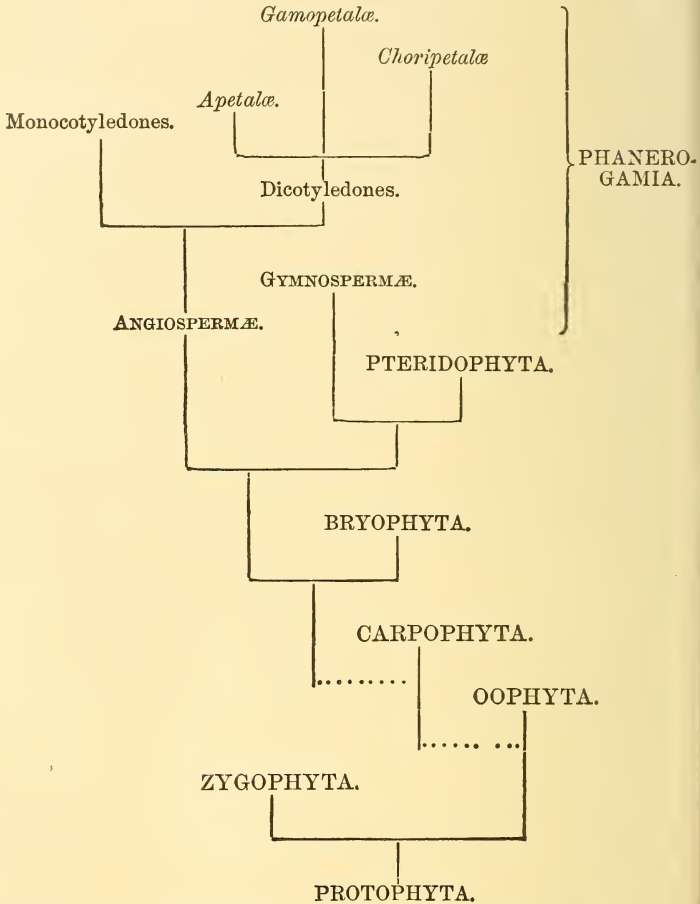 Gamopetalæ.
Choripetalæ
Apetalæ.
Monocotyledones.
PHANERO-
GAMIA.
Dicotyledones.
GYMNOSPERMÆ.
ANGIOSPERMÆ.
PTERIDOPHYTA.
BRYOPHYTA.
CARPOPHYTA.
OOPHYTA.
ZYGOPHYTA.
PROTOPHYTA.